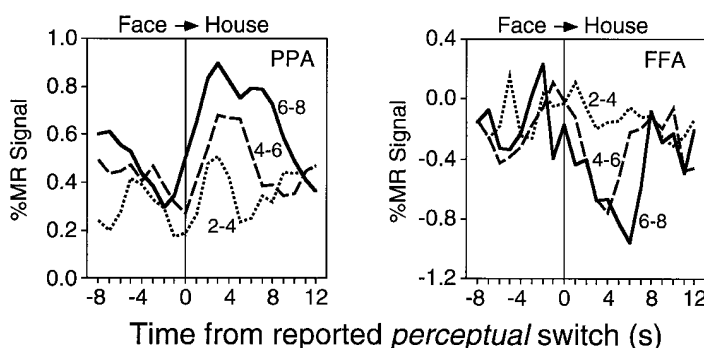 Face → House
PPA
%MR Signal
1.0
0.8
0.6
0.4
0.2
0.0
6-8
4-6
2-4
-8 -4 0 4 8 12
Face → House
FFA
%MR Signal
0.4
0.0
-0.4
-0.8
-1.2
2-4
4-6
6-8
-8 -4 0 4 8 12
Time from reported perceptual switch (s)